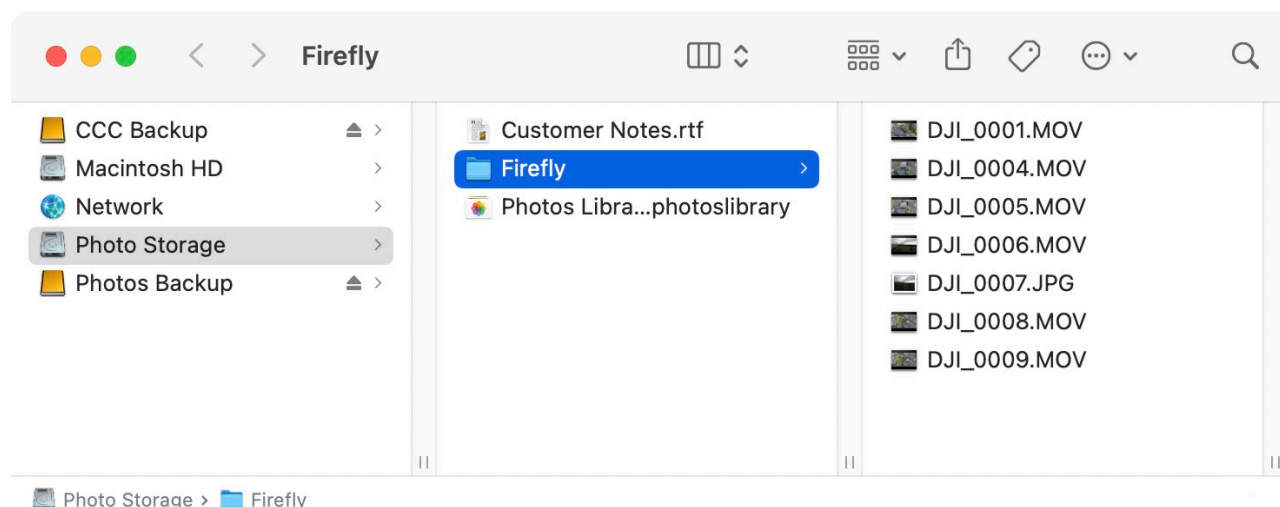 Firefly
CCC Backup
Macintosh HD
Network
Photo Storage
Photos Backup
Customer Notes.rtf
Firefly
Photos Libra...photoslibrary
DJI_0001.MOV
DJI_0004.MOV
DJI_0005.MOV
DJI_0006.MOV
DJI_0007.JPG
DJI_0008.MOV
DJI_0009.MOV
Photo Storage › Firefly